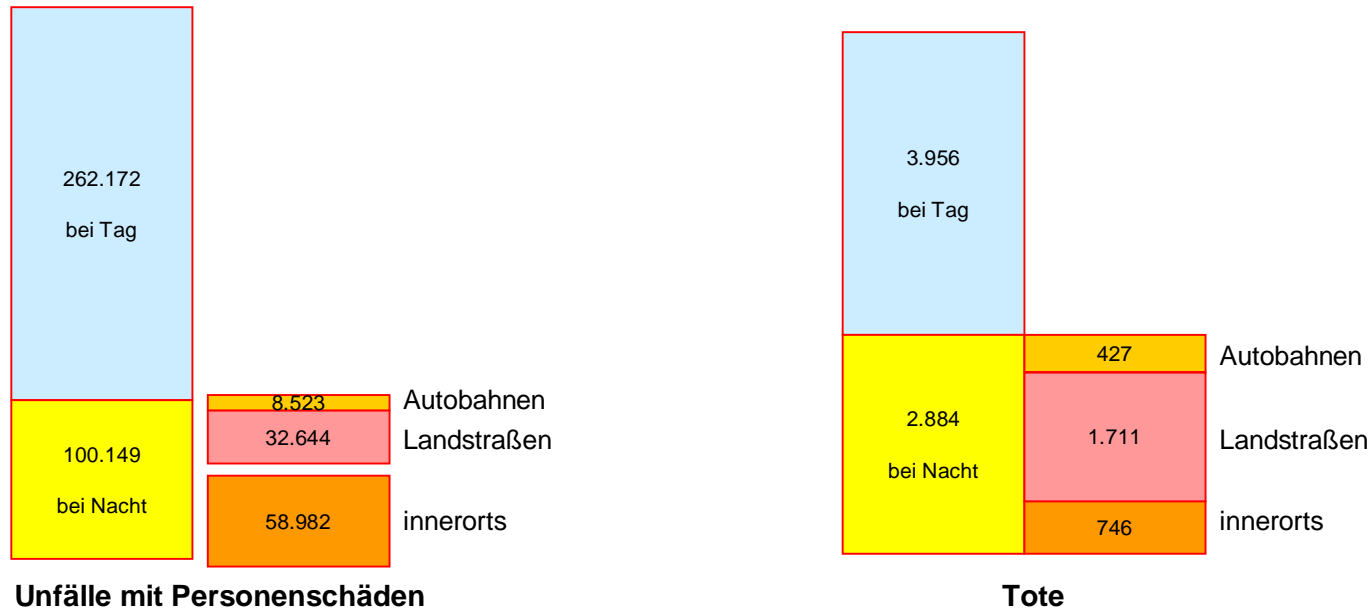 262.172
bei Tag
100.149
bei Nacht
8.523
Autobahnen
32.644
Landstraßen
58.982
innerorts
Unfälle mit Personenschäden
3.956
bei Tag
2.884
bei Nacht
427
Autobahnen
1.711
Landstraßen
746
innerorts
Tote